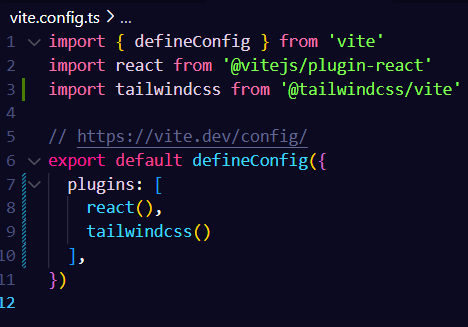 vite.config.ts > ...
1 import { defineConfig } from 'vite'
2 import react from '@vitejs/plugin-react'
3 import tailwindcss from '@tailwindcss/vite'
4
5 // https://vite.dev/config/
6 export default defineConfig({
7   plugins: [
8     react(),
9     tailwindcss()
10   ],
11 })
12